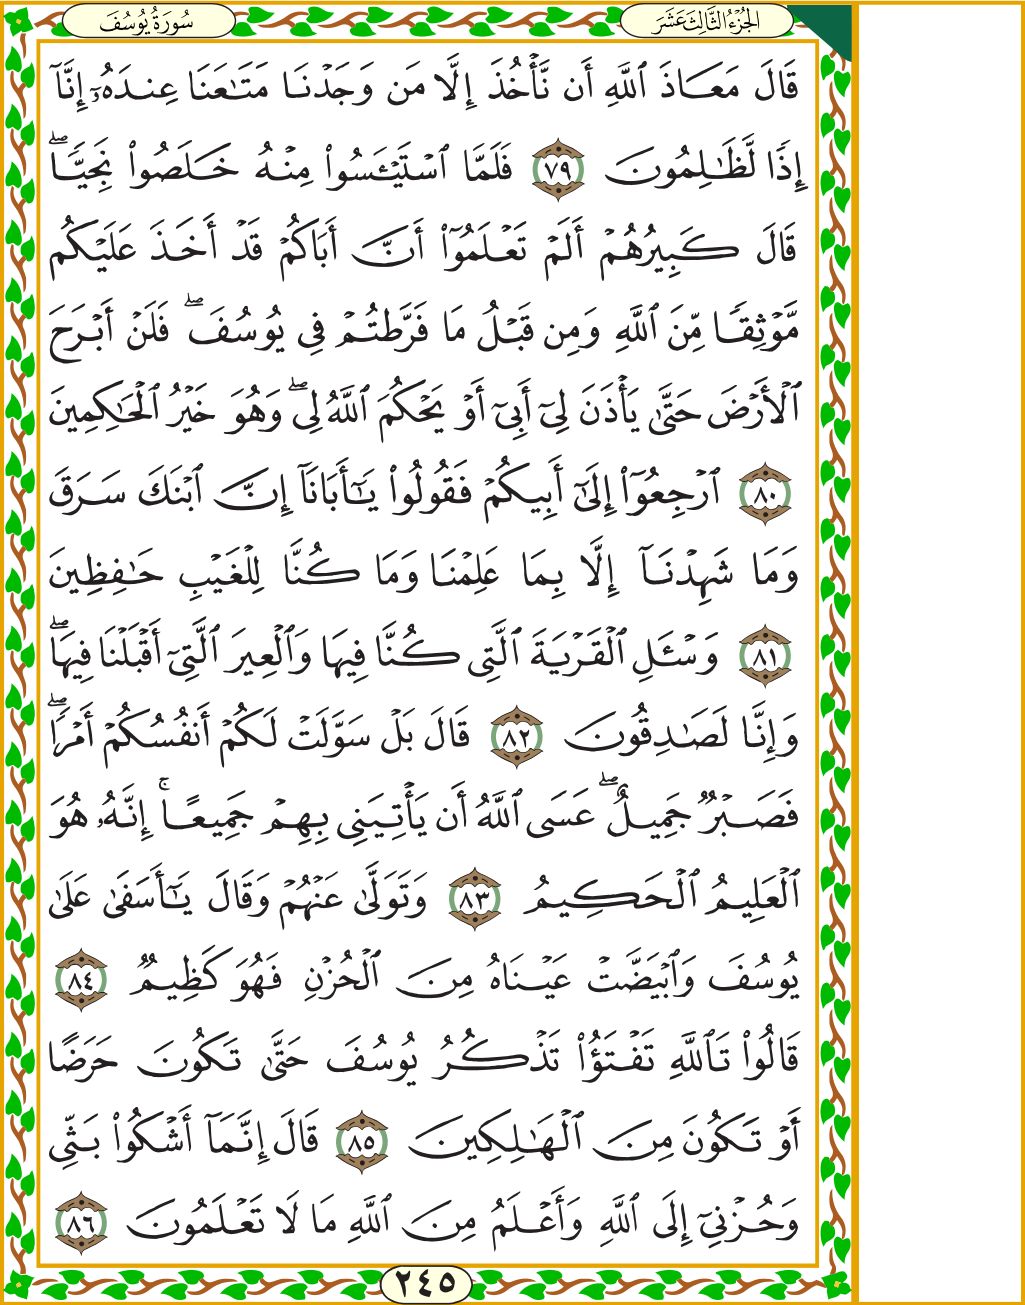 الجُزْءُ الثَّالِثَ عَشَرَ
سُورَةُ يُوسُفَ
قَالَ مَعَاذَ ٱللَّهِ أَن نَّأْخُذَ إِلَّا مَن وَجَدْنَا مَتَـٰعَنَا عِندَهُۥٓ إِنَّآ
إِذًا لَّظَـٰلِمُونَ ٧٩ فَلَمَّا ٱسْتَيْـَٔسُوا۟ مِنْهُ خَلَصُوا۟ نَجِيًّا ۖ
قَالَ كَبِيرُهُمْ أَلَمْ تَعْلَمُوٓا۟ أَنَّ أَبَاكُمْ قَدْ أَخَذَ عَلَيْكُم
مَّوْثِقًا مِّنَ ٱللَّهِ وَمِن قَبْلُ مَا فَرَّطتُمْ فِى يُوسُفَ ۖ فَلَنْ أَبْرَحَ
ٱلْأَرْضَ حَتَّىٰ يَأْذَنَ لِىٓ أَبِىٓ أَوْ يَحْكُمَ ٱللَّهُ لِى ۖ وَهُوَ خَيْرُ ٱلْحَـٰكِمِينَ
٨٠ ٱرْجِعُوٓا۟ إِلَىٰٓ أَبِيكُمْ فَقُولُوا۟ يَـٰٓأَبَانَآ إِنَّ ٱبْنَكَ سَرَقَ
وَمَا شَهِدْنَآ إِلَّا بِمَا عَلِمْنَا وَمَا كُنَّا لِلْغَيْبِ حَـٰفِظِينَ
٨١ وَسْـَٔلِ ٱلْقَرْيَةَ ٱلَّتِى كُنَّا فِيهَا وَٱلْعِيرَ ٱلَّتِىٓ أَقْبَلْنَا فِيهَا ۖ
وَإِنَّا لَصَـٰدِقُونَ ٨٢ قَالَ بَلْ سَوَّلَتْ لَكُمْ أَنفُسُكُمْ أَمْرًا ۖ
فَصَبْرٌ جَمِيلٌ ۖ عَسَى ٱللَّهُ أَن يَأْتِيَنِى بِهِمْ جَمِيعًا ۚ إِنَّهُۥ هُوَ
ٱلْعَلِيمُ ٱلْحَكِيمُ ٨٣ وَتَوَلَّىٰ عَنْهُمْ وَقَالَ يَـٰٓأَسَفَىٰ عَلَىٰ
يُوسُفَ وَٱبْيَضَّتْ عَيْنَاهُ مِنَ ٱلْحُزْنِ فَهُوَ كَظِيمٌ ٨٤
قَالُوا۟ تَٱللَّهِ تَفْتَؤُا۟ تَذْكُرُ يُوسُفَ حَتَّىٰ تَكُونَ حَرَضًا
أَوْ تَكُونَ مِنَ ٱلْهَـٰلِكِينَ ٨٥ قَالَ إِنَّمَآ أَشْكُوا۟ بَثِّى
وَحُزْنِىٓ إِلَى ٱللَّهِ وَأَعْلَمُ مِنَ ٱللَّهِ مَا لَا تَعْلَمُونَ ٨٦
٢٤٥